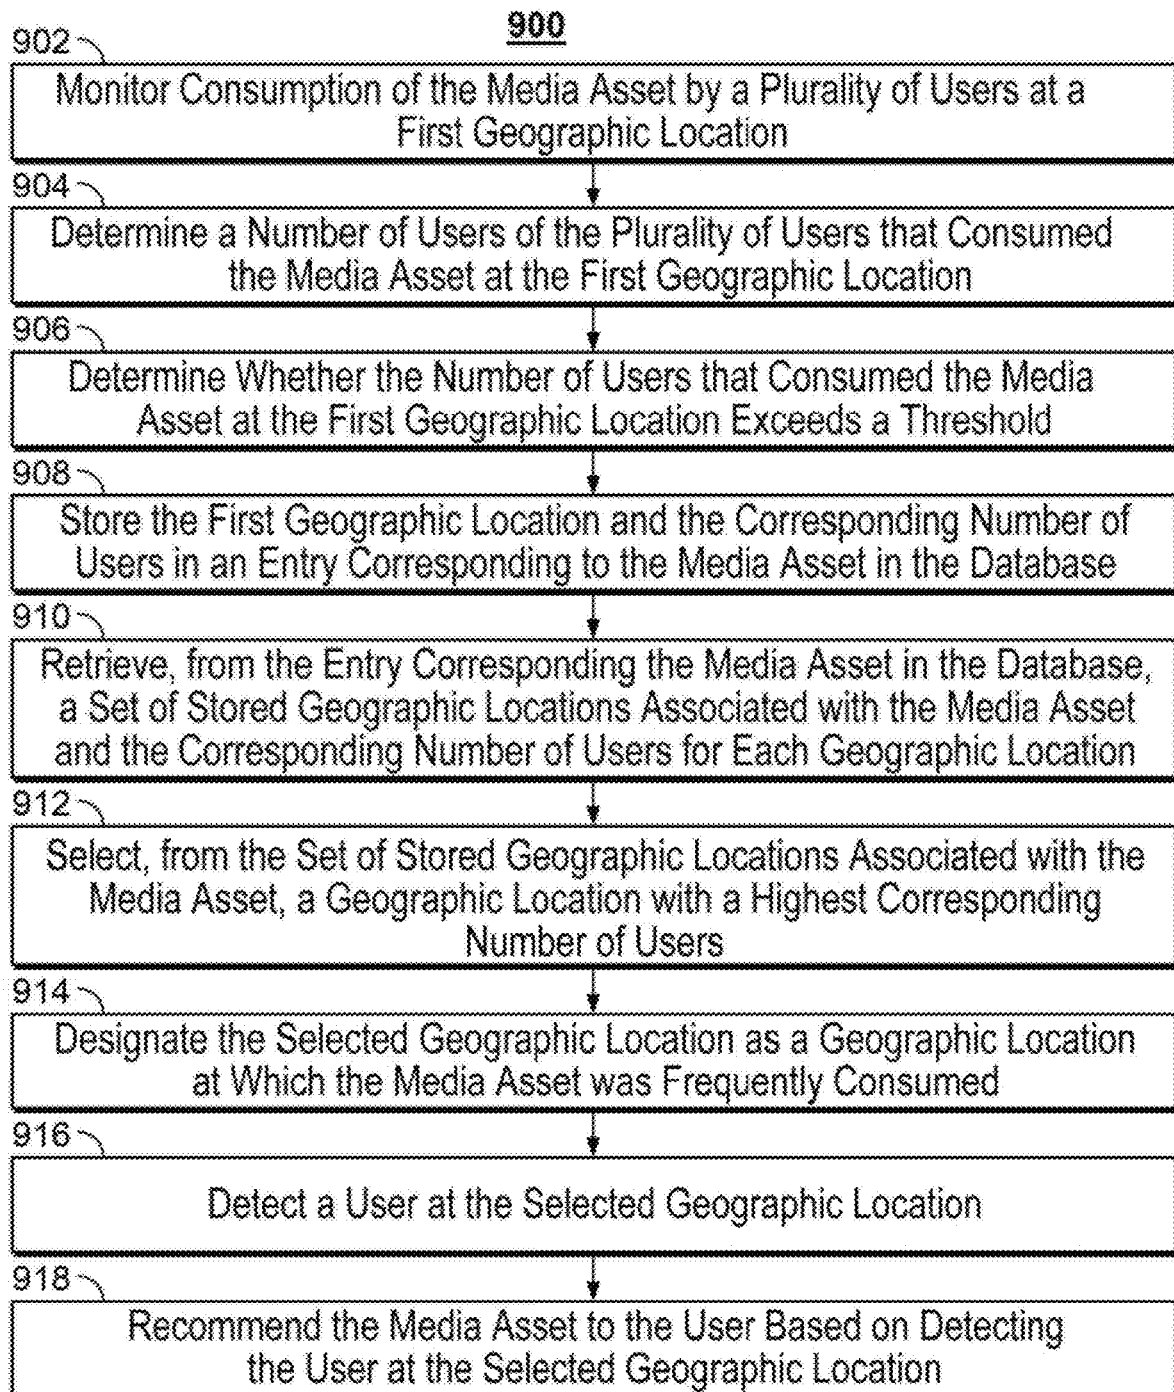 900
902
Monitor Consumption of the Media Asset by a Plurality of Users at a
First Geographic Location
904
Determine a Number of Users of the Plurality of Users that Consumed
the Media Asset at the First Geographic Location
906
Determine Whether the Number of Users that Consumed the Media
Asset at the First Geographic Location Exceeds a Threshold
908
Store the First Geographic Location and the Corresponding Number of
Users in an Entry Corresponding to the Media Asset in the Database
910
Retrieve, from the Entry Corresponding the Media Asset in the Database,
a Set of Stored Geographic Locations Associated with the Media Asset
and the Corresponding Number of Users for Each Geographic Location
912
Select, from the Set of Stored Geographic Locations Associated with the
Media Asset, a Geographic Location with a Highest Corresponding
Number of Users
914
Designate the Selected Geographic Location as a Geographic Location
at Which the Media Asset was Frequently Consumed
916
Detect a User at the Selected Geographic Location
918
Recommend the Media Asset to the User Based on Detecting
the User at the Selected Geographic Location